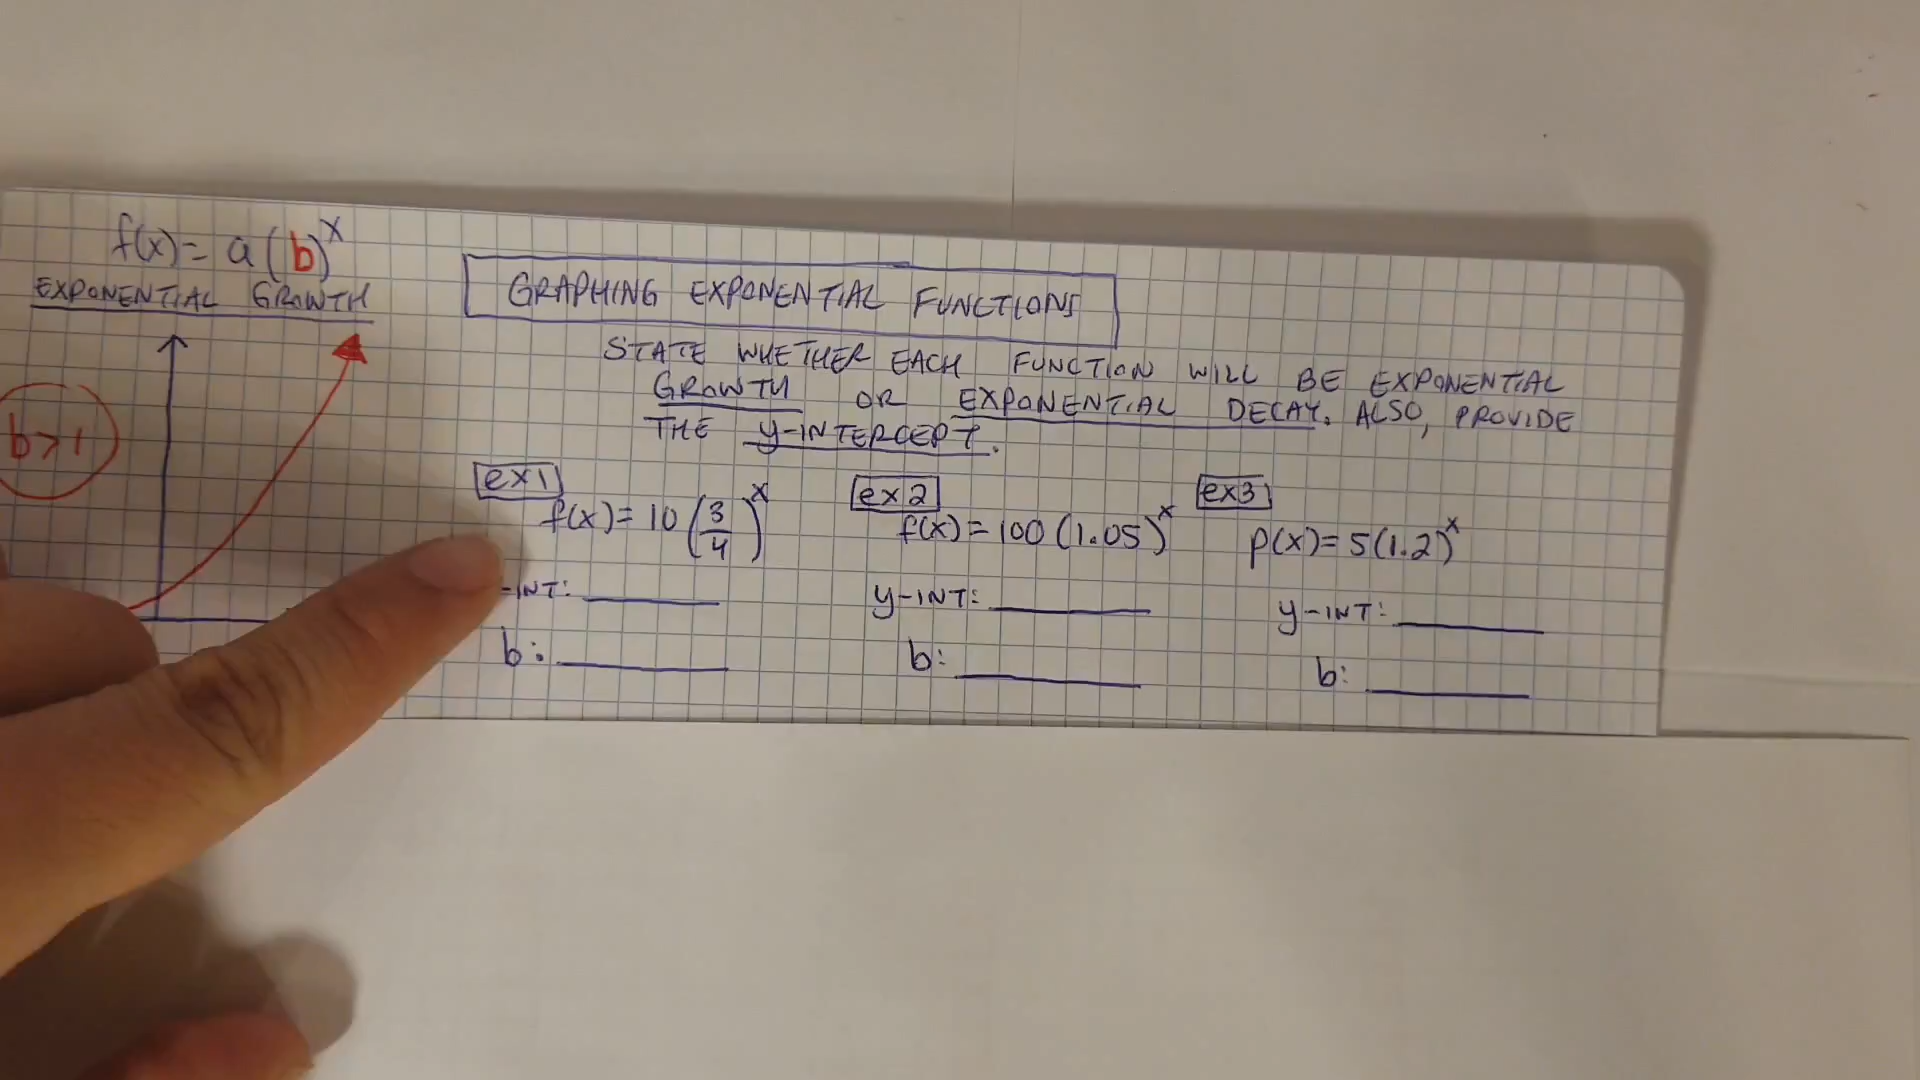 f(x) = a(b)^x
EXPONENTIAL GROWTH
b>1
GRAPHING EXPONENTIAL FUNCTIONS
STATE WHETHER EACH FUNCTION WILL BE EXPONENTIAL
GROWTH OR EXPONENTIAL DECAY. ALSO, PROVIDE
THE y-INTERCEPT.
ex1
f(x) = 10(3/4)^x
-INT:
b:
ex2
f(x) = 100(1.05)^x
y-INT:
b:
ex3
p(x) = 5(1.2)^x
y-INT:
b: